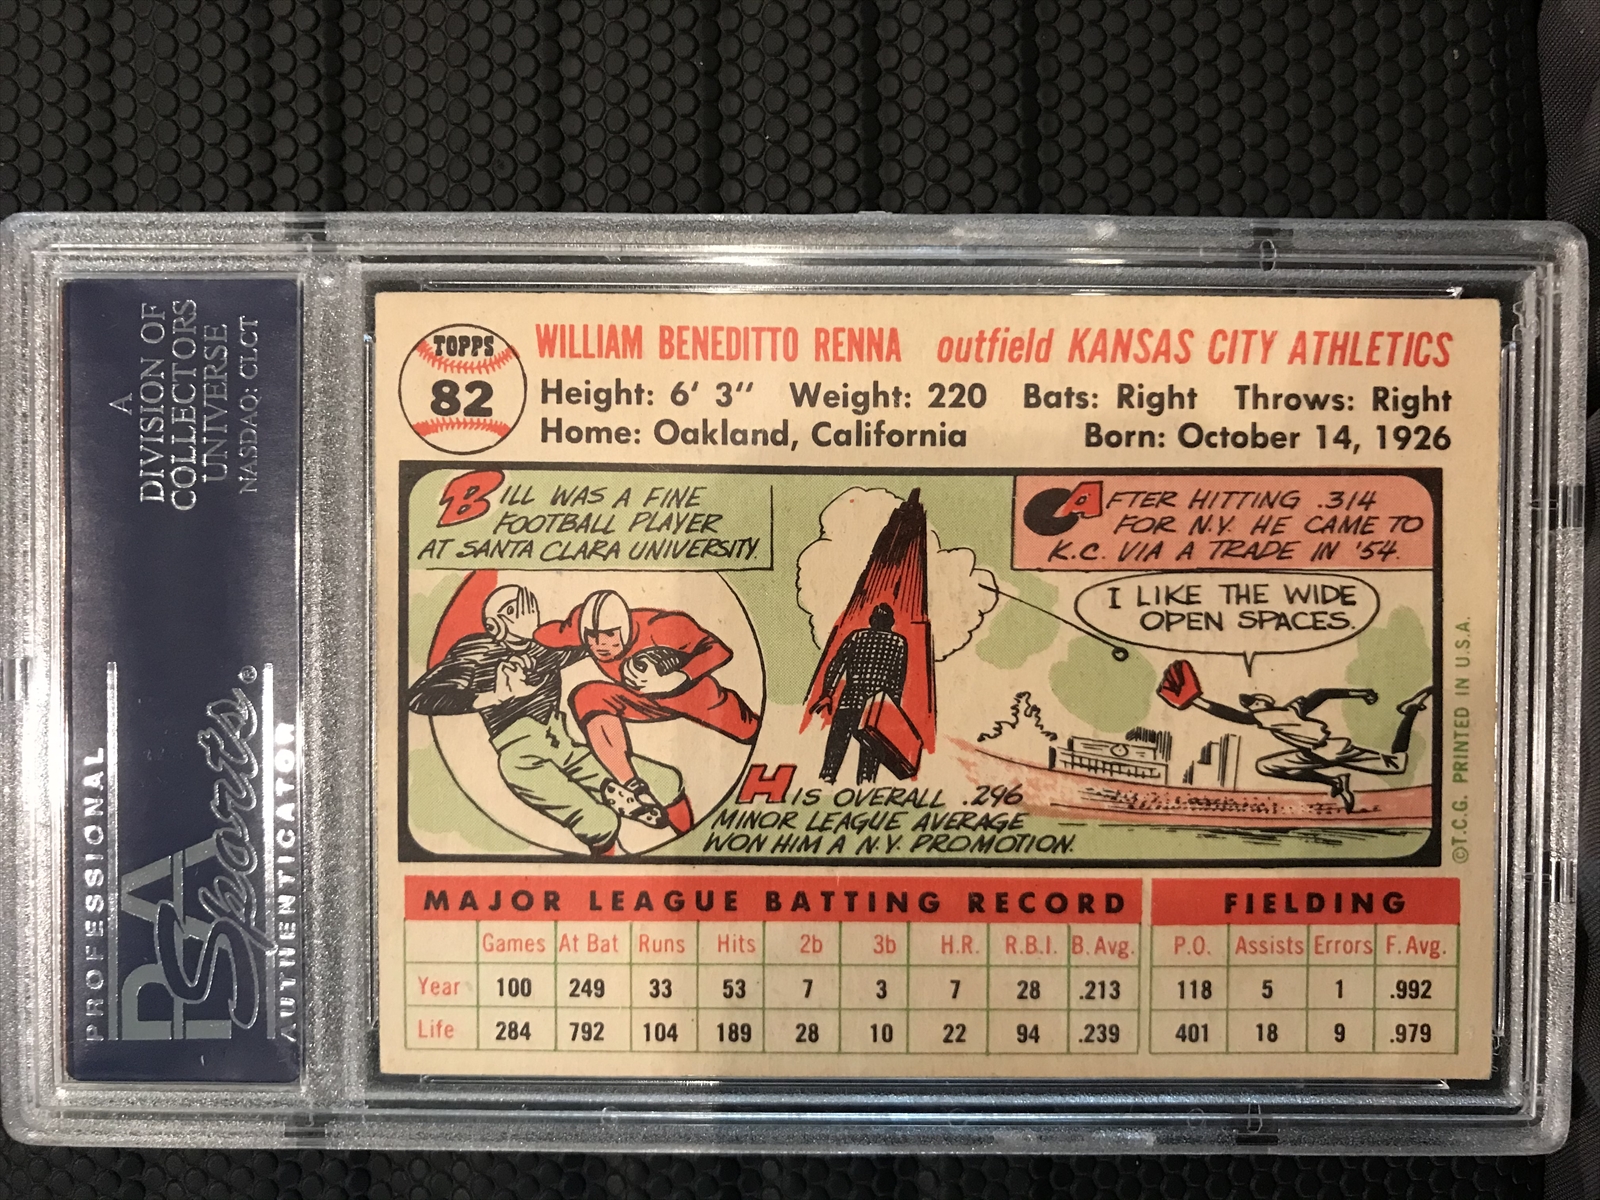 A
DIVISION OF
COLLECTORS
UNIVERSE
NASDAQ: CLCT
PROFESSIONAL
PSA
Sports®
AUTHENTICATOR
TOPPS
82
WILLIAM BENEDITTO RENNA outfield KANSAS CITY ATHLETICS
Height: 6' 3" Weight: 220 Bats: Right Throws: Right
Home: Oakland, California Born: October 14, 1926
BILL WAS A FINE
FOOTBALL PLAYER
AT SANTA CLARA UNIVERSITY.
HIS OVERALL .296
MINOR LEAGUE AVERAGE
WON HIM A N.Y. PROMOTION.
AFTER HITTING .314
FOR N.Y. HE CAME TO
K.C. VIA A TRADE IN '54.
I LIKE THE WIDE
OPEN SPACES.
©T.C.G. PRINTED IN U.S.A.
MAJOR LEAGUE BATTING RECORD FIELDING
Games At Bat Runs Hits 2b 3b H.R. R.B.I. B. Avg. P.O. Assists Errors F. Avg.
Year 100 249 33 53 7 3 7 28 .213 118 5 1 .992
Life 284 792 104 189 28 10 22 94 .239 401 18 9 .979